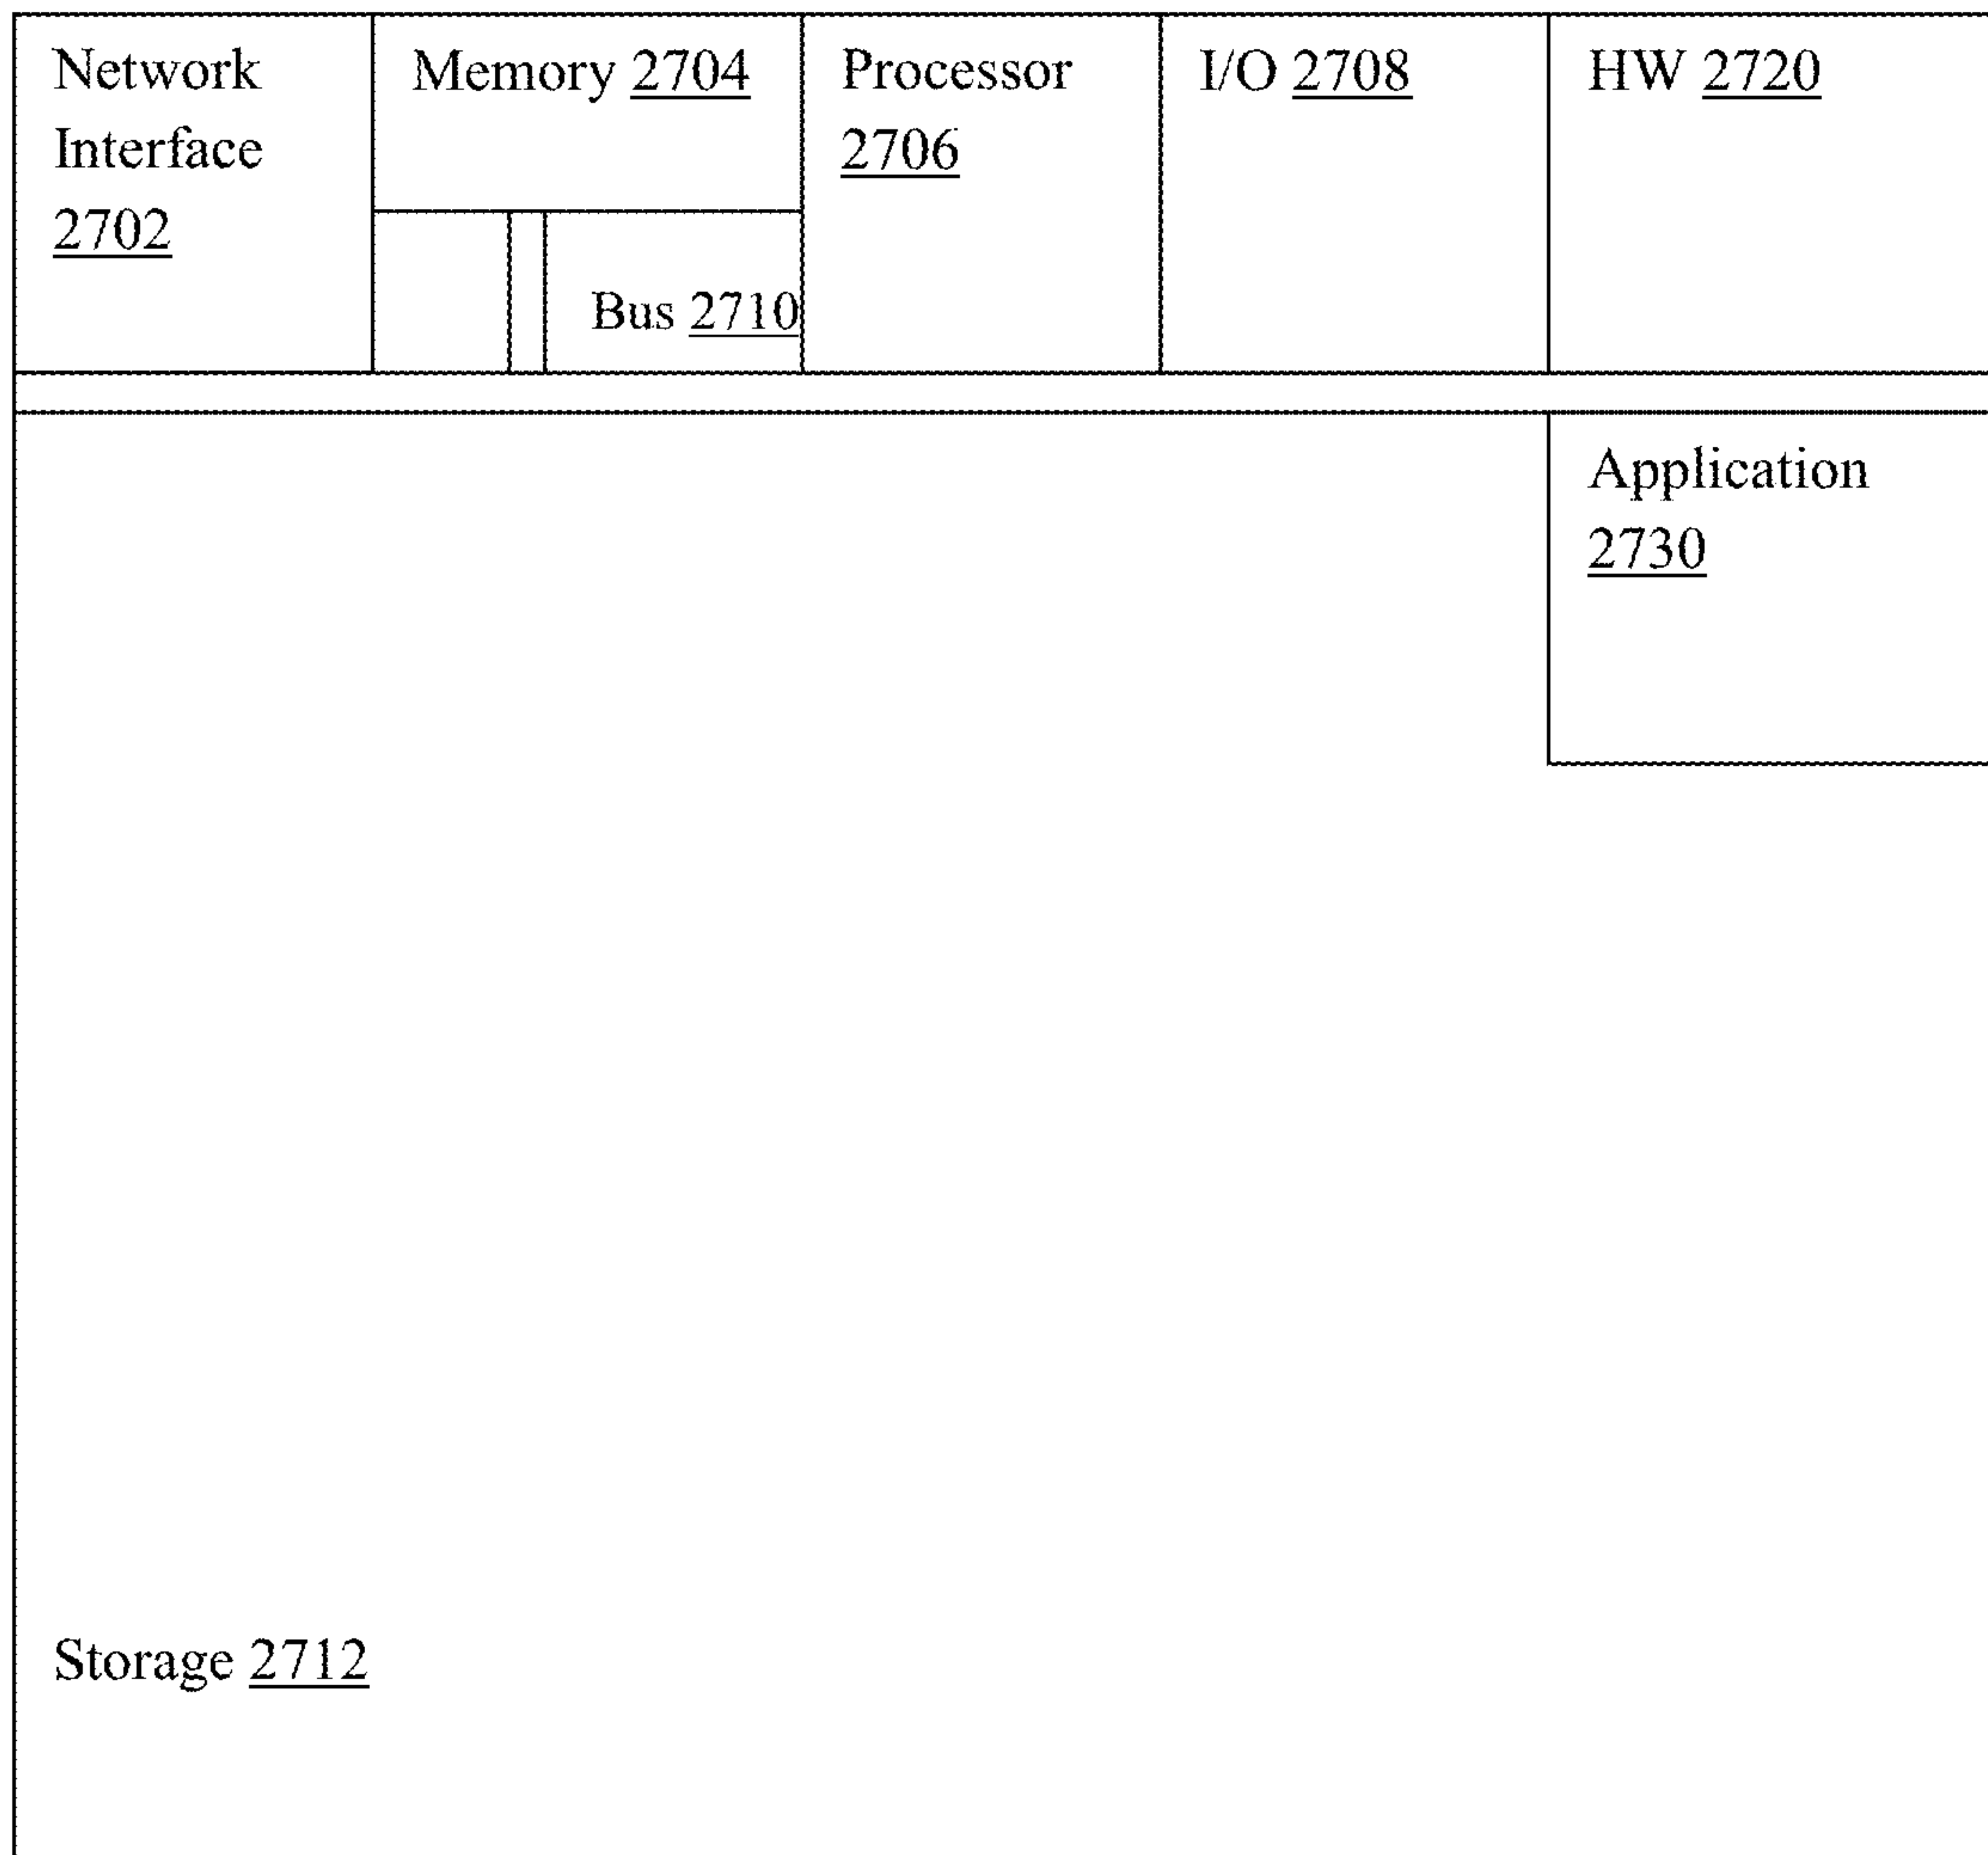 Network
Interface
2702
Memory 2704
Bus 2710
Processor
2706
I/O 2708
HW 2720
Application
2730
Storage 2712